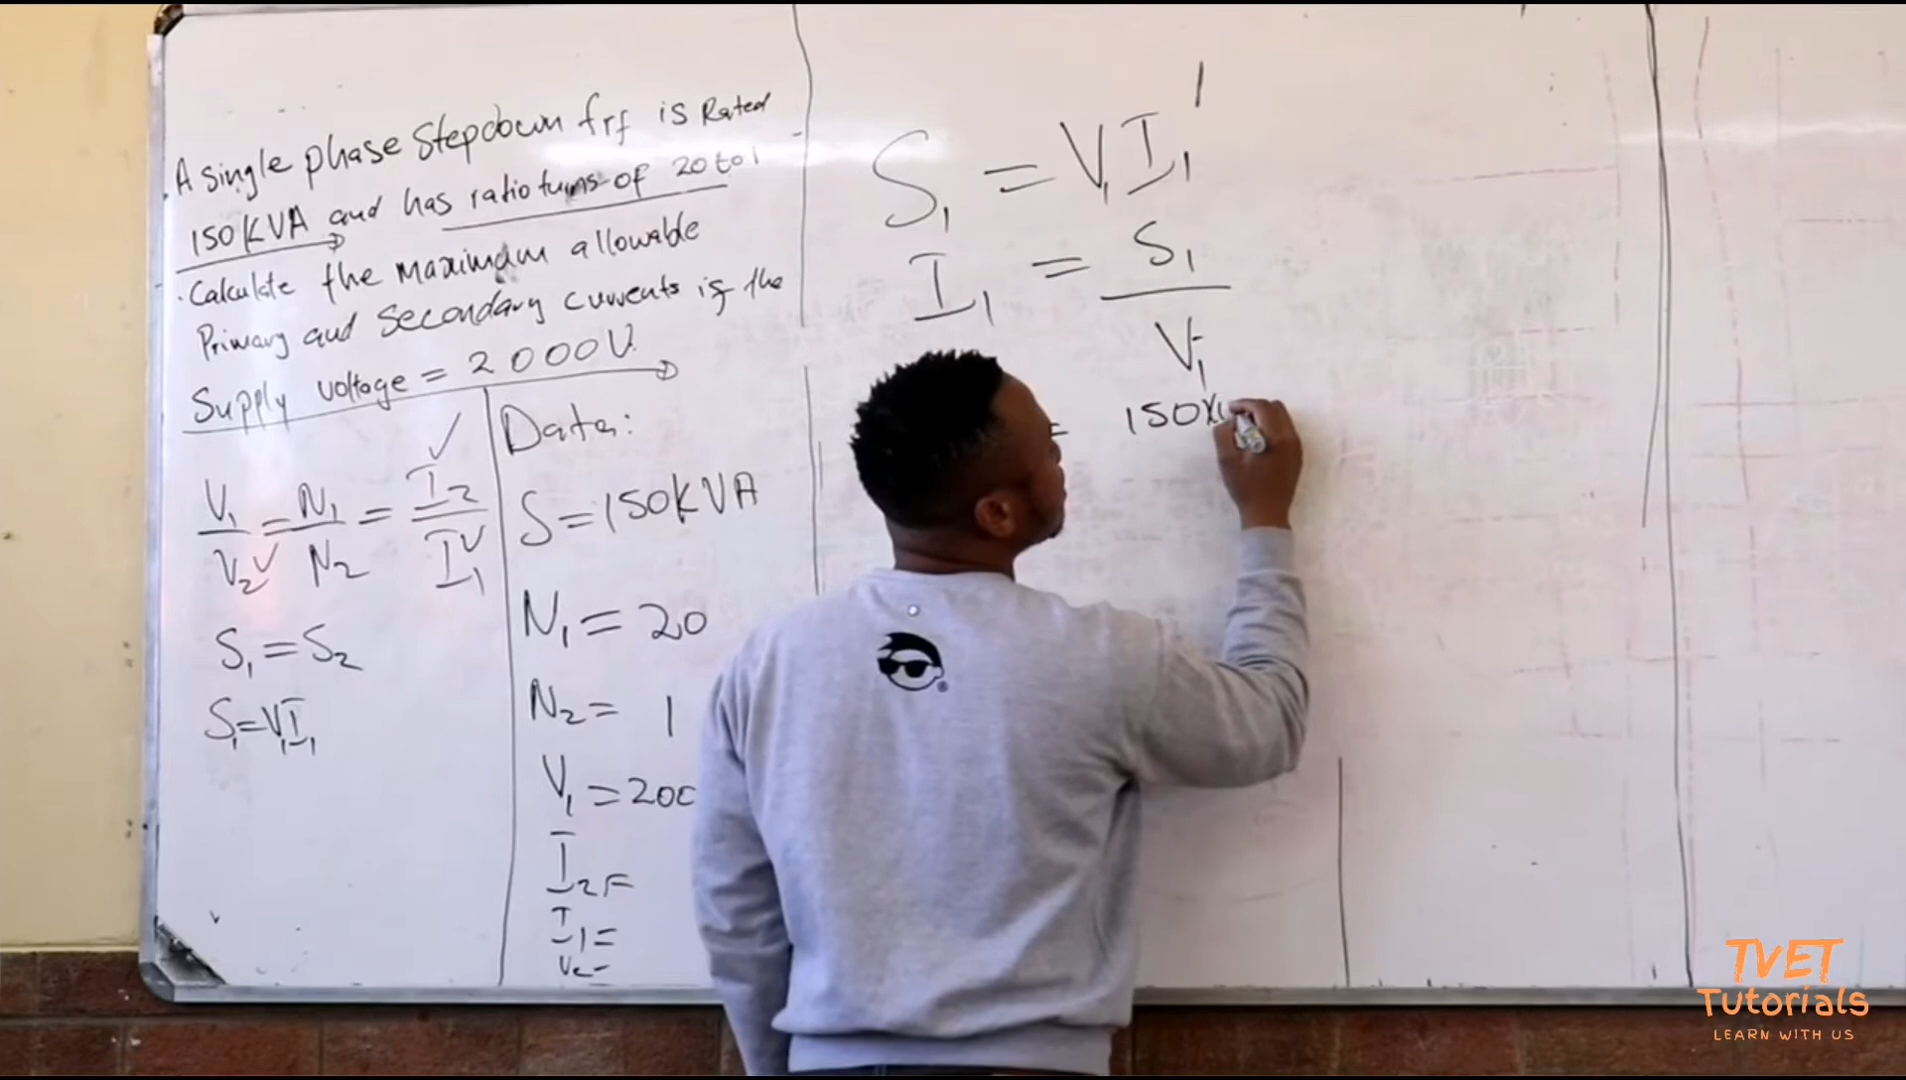 A single phase Stepdown trf is Rated
150KVA and has ratio turns of 20 to 1
Calculate the maximum allowable
Primary and Secondary currents if the
Supply voltage = 2000V.
V1/V2 = N1/N2 = I2/I1
S1 = S2
S1 = V1I1
Data:
S = 150kVA
N1 = 20
N2 = 1
V1 = 200
I2 =
I1 =
V2 =
S1 = V1I1
I1 = S1
V1
= 150x1
TVET
Tutorials
LEARN WITH US